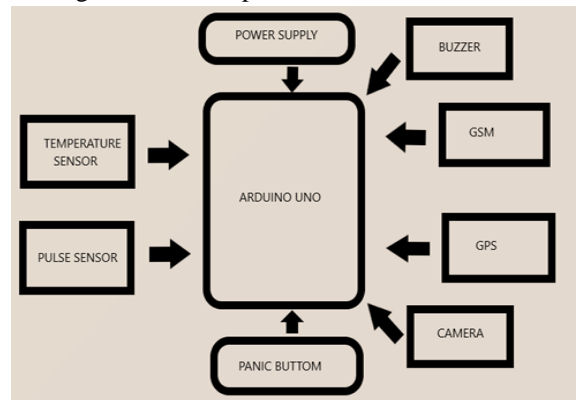 POWER SUPPLY
BUZZER
TEMPERATURE
SENSOR
GSM
ARDUINO UNO
PULSE SENSOR
GPS
CAMERA
PANIC BUTTOM